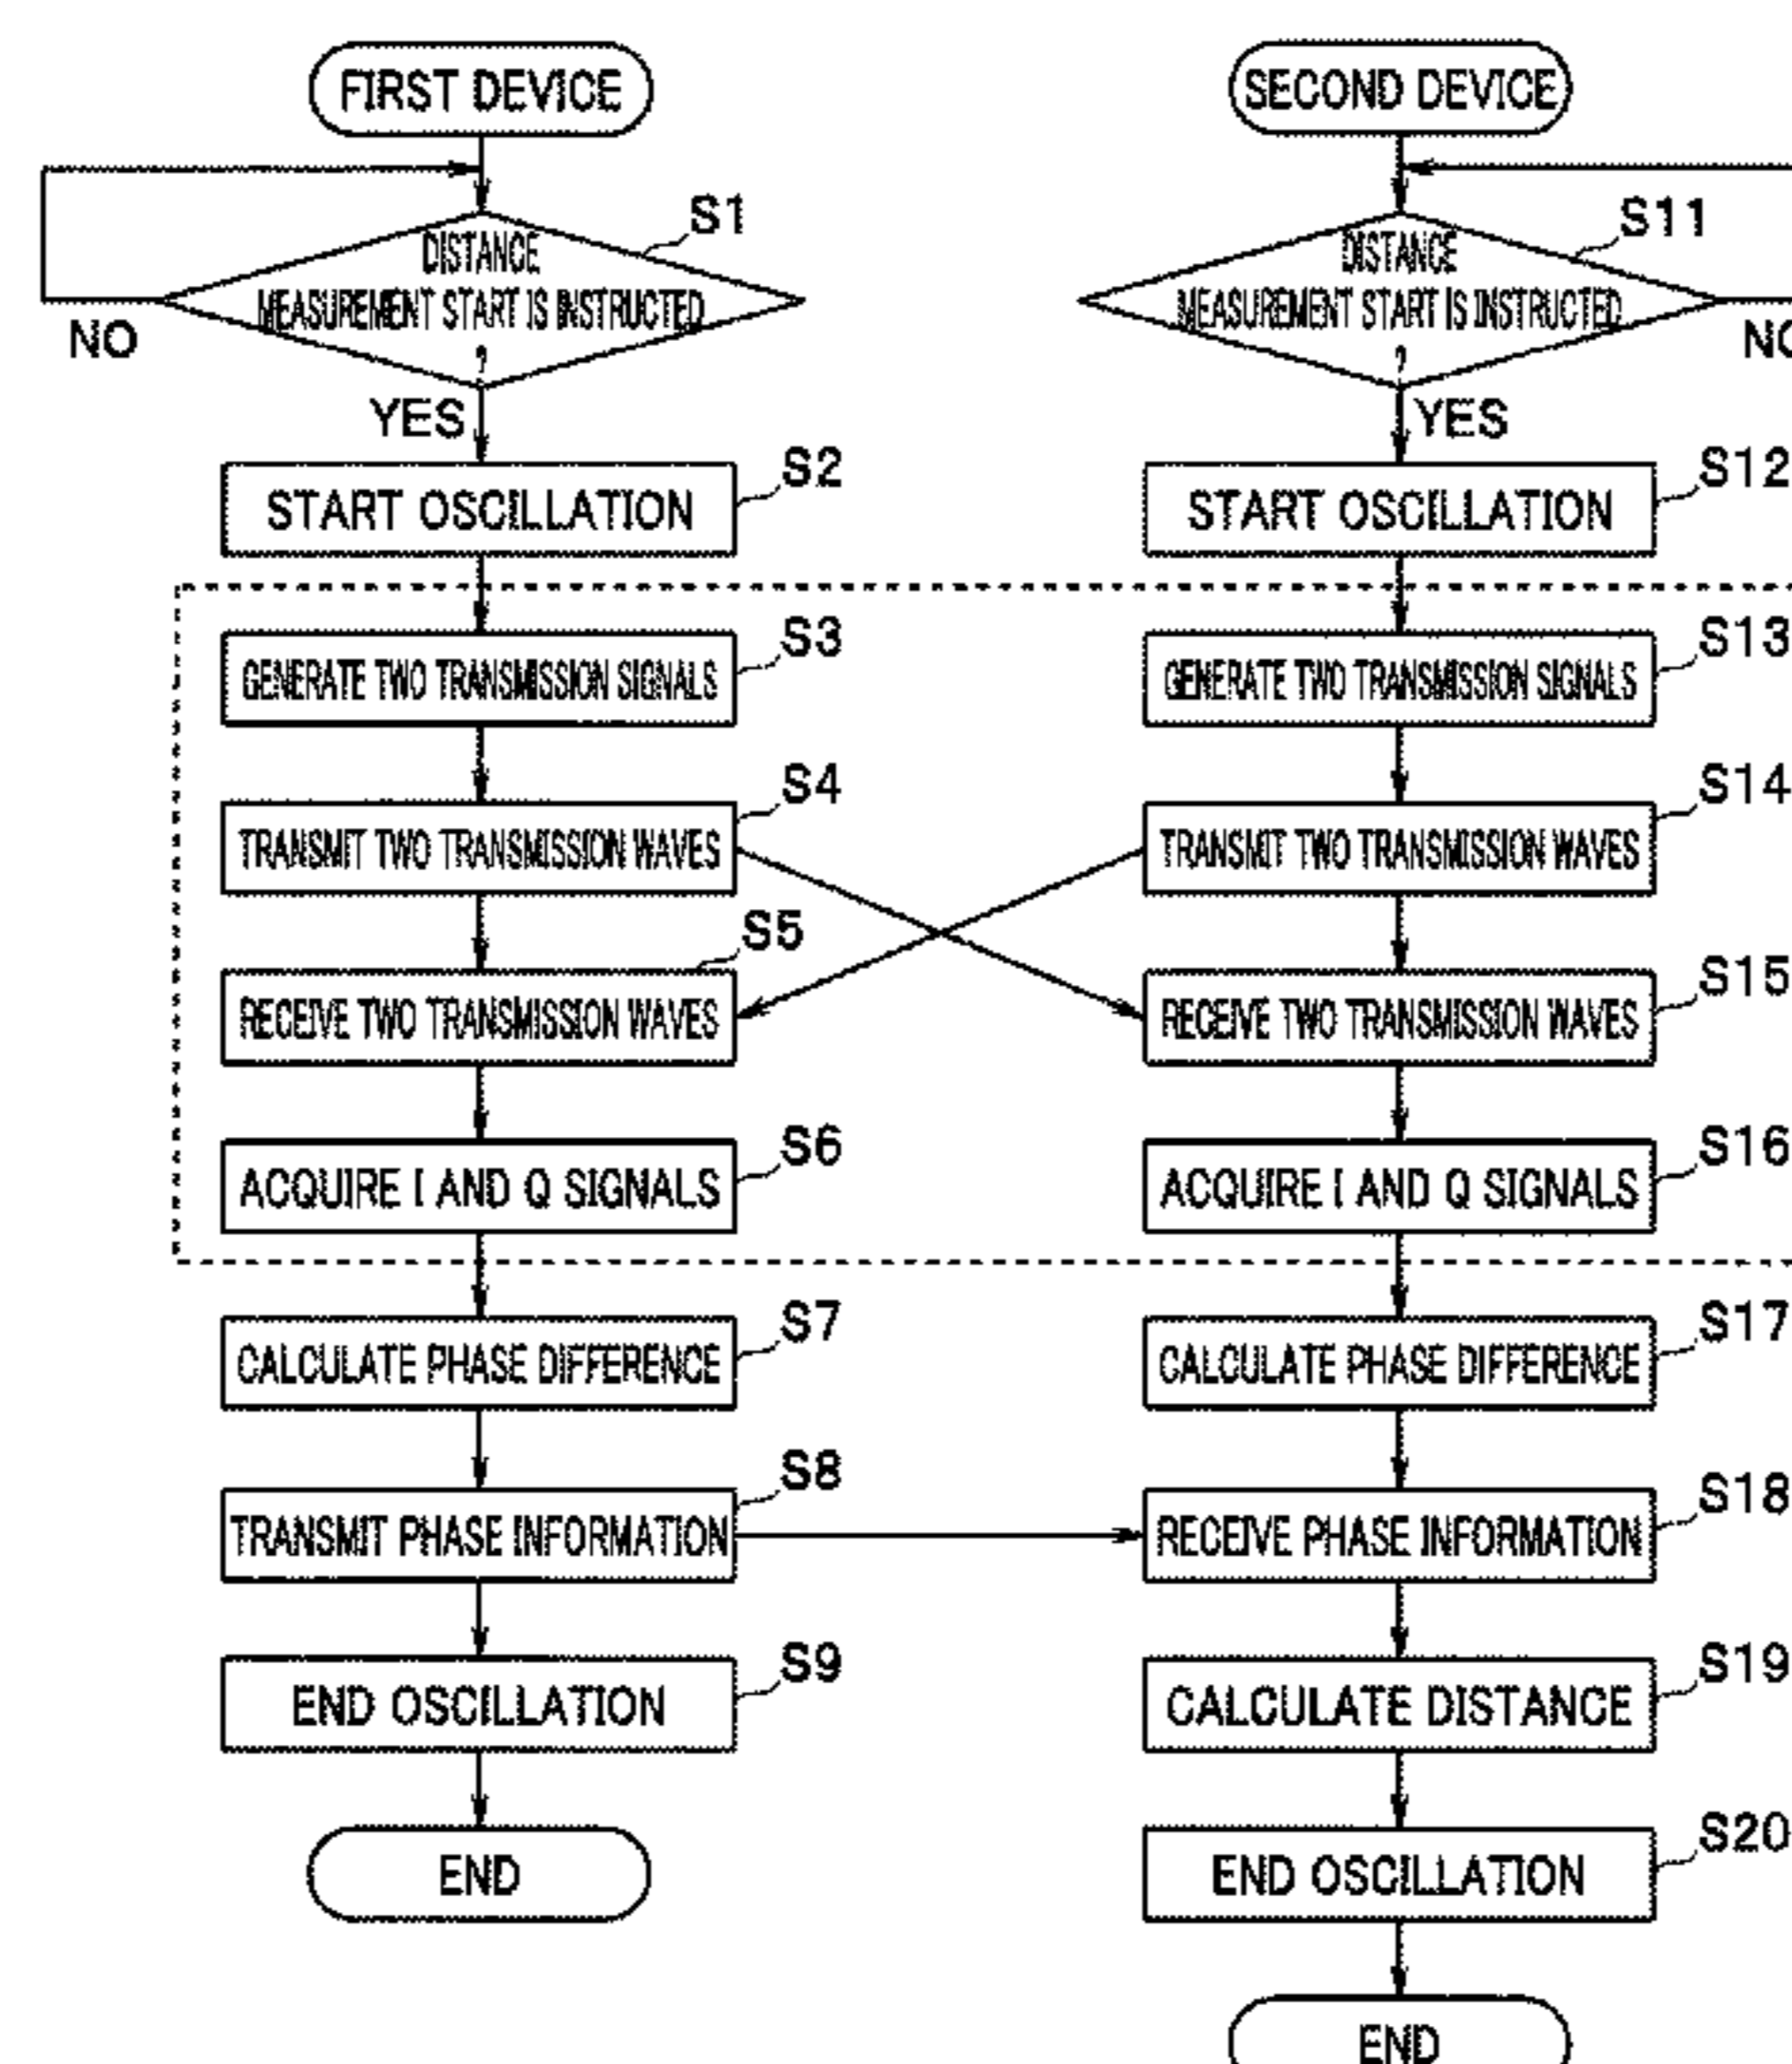 FIRST DEVICE
S1
DISTANCE
MEASUREMENT START IS INSTRUCTED
?
NO
YES
S2
START OSCILLATION
S3
GENERATE TWO TRANSMISSION SIGNALS
S4
TRANSMIT TWO TRANSMISSION WAVES
S5
RECEIVE TWO TRANSMISSION WAVES
S6
ACQUIRE I AND Q SIGNALS
S7
CALCULATE PHASE DIFFERENCE
S8
TRANSMIT PHASE INFORMATION
S9
END OSCILLATION
END
SECOND DEVICE
S11
DISTANCE
MEASUREMENT START IS INSTRUCTED
?
NO
YES
S12
START OSCILLATION
S13
GENERATE TWO TRANSMISSION SIGNALS
S14
TRANSMIT TWO TRANSMISSION WAVES
S15
RECEIVE TWO TRANSMISSION WAVES
S16
ACQUIRE I AND Q SIGNALS
S17
CALCULATE PHASE DIFFERENCE
S18
RECEIVE PHASE INFORMATION
S19
CALCULATE DISTANCE
S20
END OSCILLATION
END